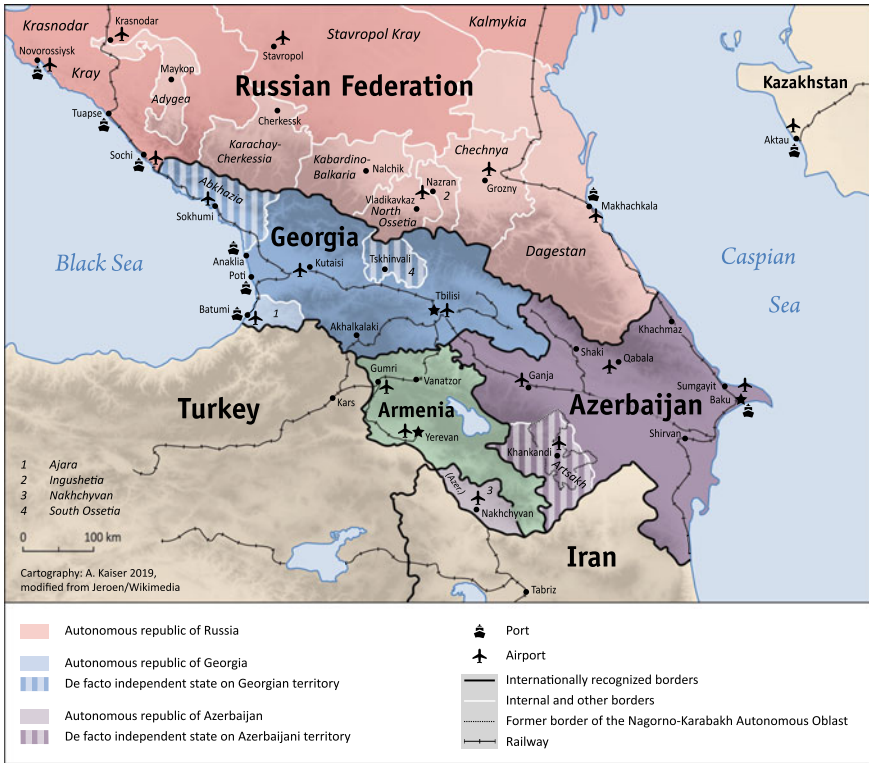 Krasnodar
Krasnodar
Kalmykia
Stavropol Kray
Novorossiysk
Stavropol
Kray
Maykop
Russian Federation
Kazakhstan
Adygea
Tuapse
Cherkessk
Aktau
Karachay-
Cherkessia
Chechnya
Sochi
Kabardino-
Balkaria
Nalchik
Nazran
Grozny
2
Abkhazia
Vladikavkaz
North
Ossetia
Makhachkala
Sokhumi
Georgia
Dagestan
Black Sea
Caspian
Sea
Anaklia
Kutaisi
Tskhinvali
4
Poti
Tbilisi
Batumi
1
Akhalkalaki
Khachmaz
Shaki
Qabala
Gumri
Vanatzor
Ganja
Sumgayit
Baku
Turkey
Kars
Armenia
Azerbaijan
Yerevan
Shirvan
Khankandi
Artsakh
(Azer.)
3
Nakhchyvan
1 Ajara
2 Ingushetia
3 Nakhchyvan
4 South Ossetia
0 100 km
Iran
Cartography: A. Kaiser 2019,
modified from Jeroen/Wikimedia
Tabriz
Autonomous republic of Russia
Autonomous republic of Georgia
De facto independent state on Georgian territory
Autonomous republic of Azerbaijan
De facto independent state on Azerbaijani territory
Port
Airport
Internationally recognized borders
Internal and other borders
Former border of the Nagorno-Karabakh Autonomous Oblast
Railway